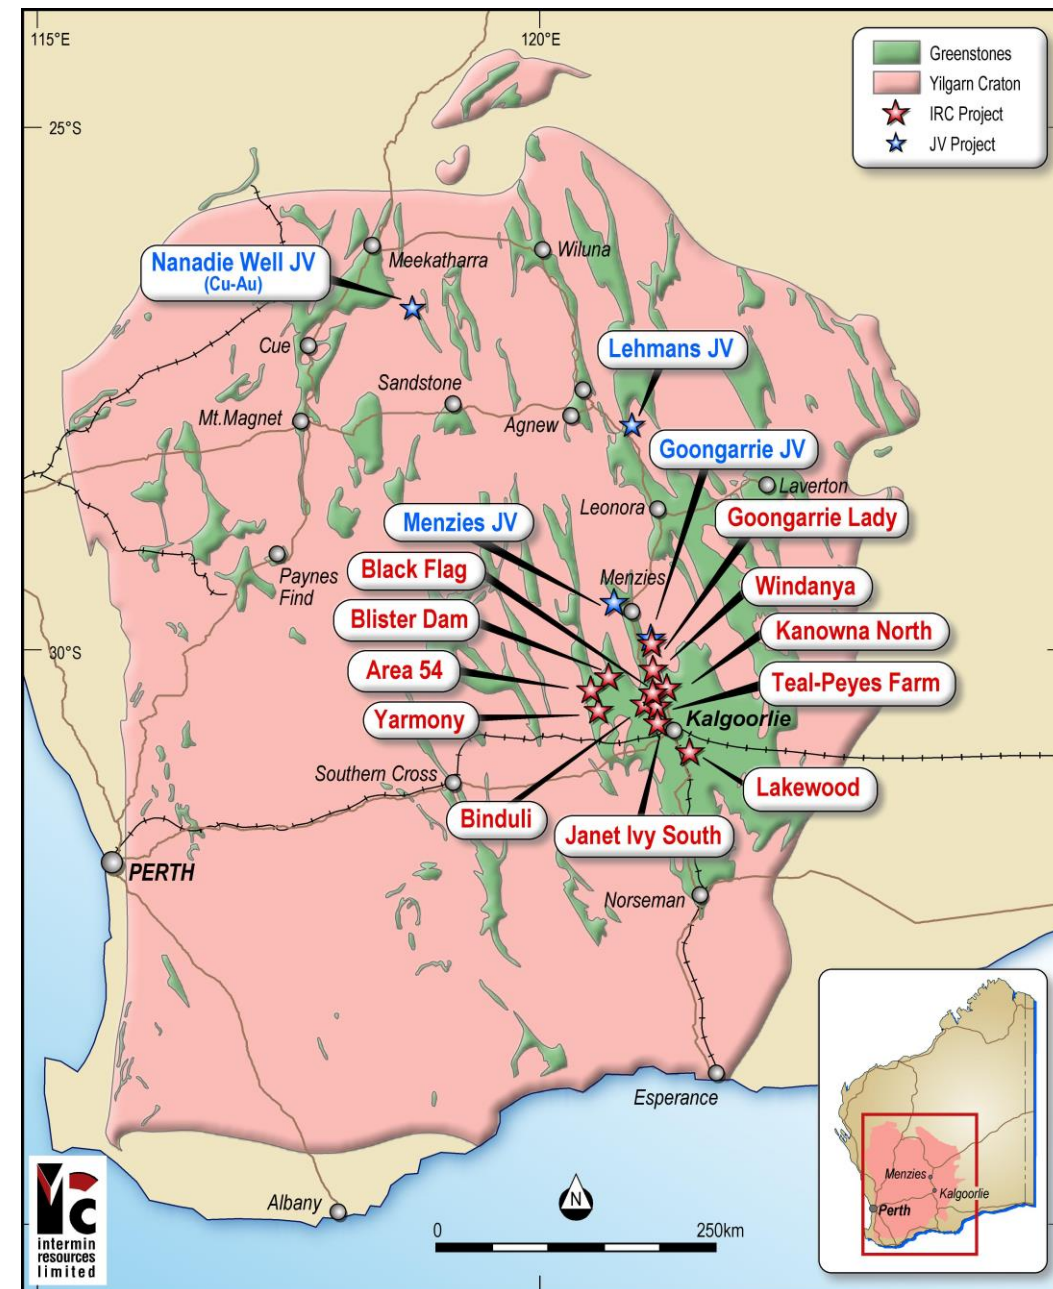 115°E
120°E
Greenstones
Yilgarn Craton
IRC Project
JV Project
25°S
Nanadie Well JV
(Cu-Au)
Meekatharra
Wiluna
Cue
Lehmans JV
Sandstone
Mt.Magnet
Agnew
Goongarrie JV
Laverton
Leonora
Menzies JV
Goongarrie Lady
Black Flag
Menzies
Windanya
Paynes
Find
Blister Dam
Kanowna North
30°S
Area 54
Teal-Peyes Farm
Yarmony
Kalgoorlie
Southern Cross
Lakewood
Binduli
Janet Ivy South
PERTH
Norseman
Esperance
Albany
N
0
250km
Menzies
Kalgoorlie
Perth
intermin
resources
limited